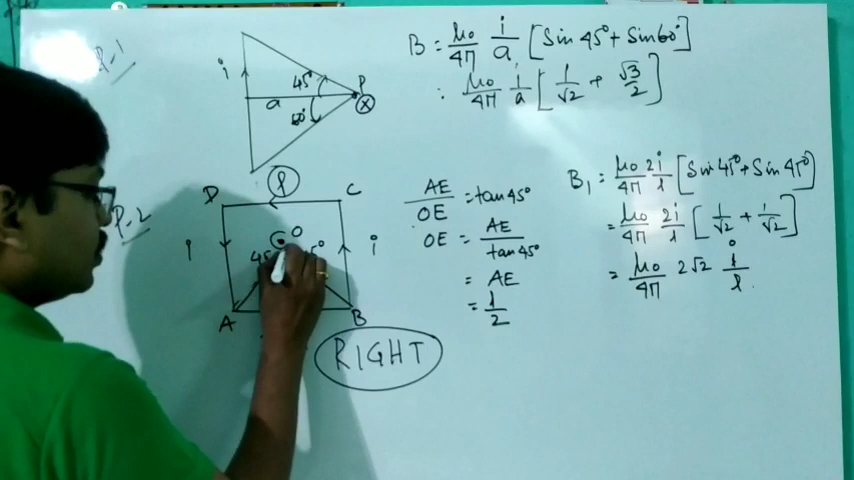 P-1
i
45°
P
a
60°
B = μ₀/4π i/a [Sin 45° + Sin 60°]
: μ₀/4π i/a [1/√2 + √3/2]
P-2
l
D
C
O
i
i
45
5°
A
B
AE/OE = tan 45°
OE = AE/tan 45°
= AE
= l/2
RIGHT
B₁ = μ₀/4π 2i/l [Sin 45° + Sin 45°]
= μ₀/4π 2i/l [1/√2 + 1/√2]
= μ₀/4π 2√2 i/l.